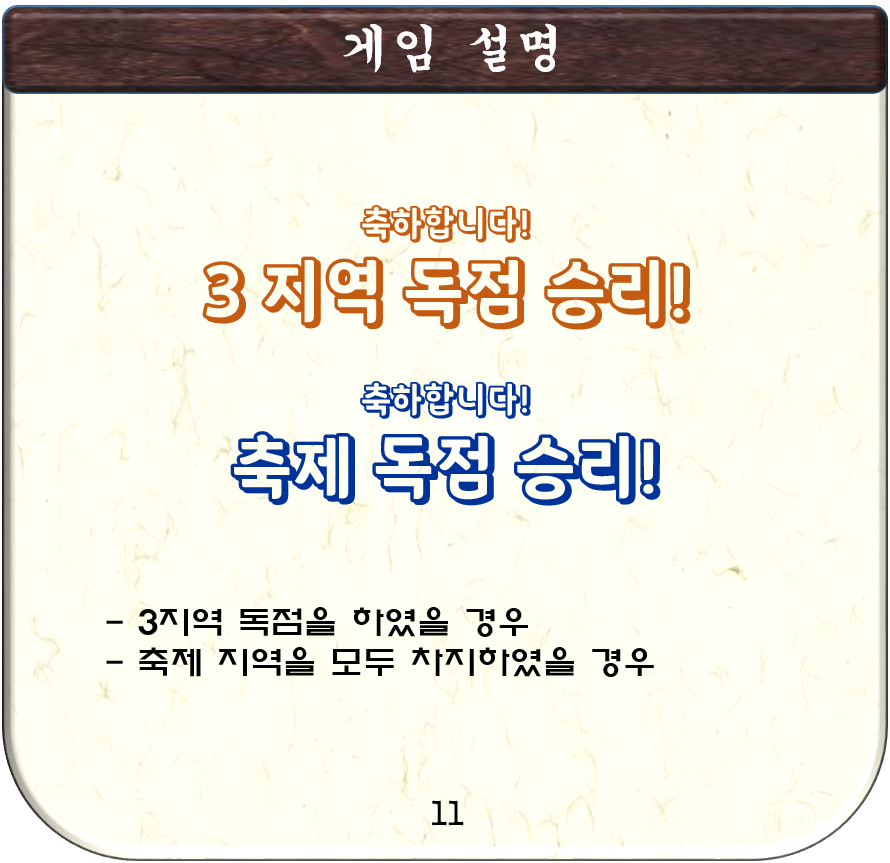 게임 설명
축하합니다!
3 지역 독점 승리!
축하합니다!
축제 독점 승리!
- 3지역 독점을 하였을 경우
- 축제 지역을 모두 차지하였을 경우
11